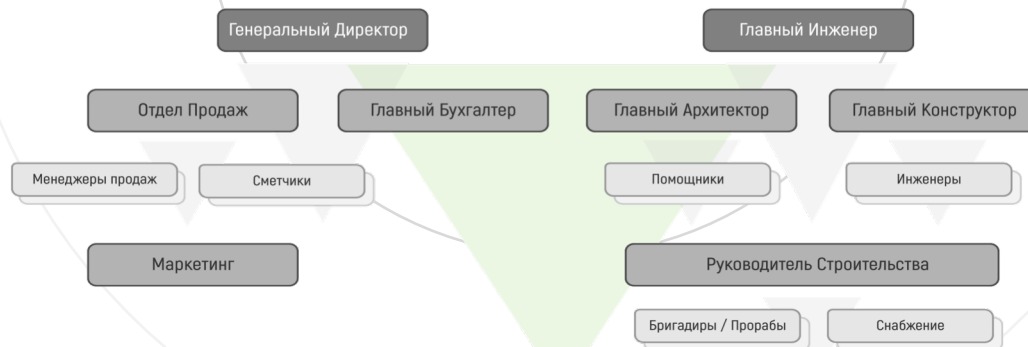 Генеральный Директор
Главный Инженер
Отдел Продаж
Главный Бухгалтер
Главный Архитектор
Главный Конструктор
Менеджеры продаж
Сметчики
Помощники
Инженеры
Маркетинг
Руководитель Строительства
Бригадиры / Прорабы
Снабжение